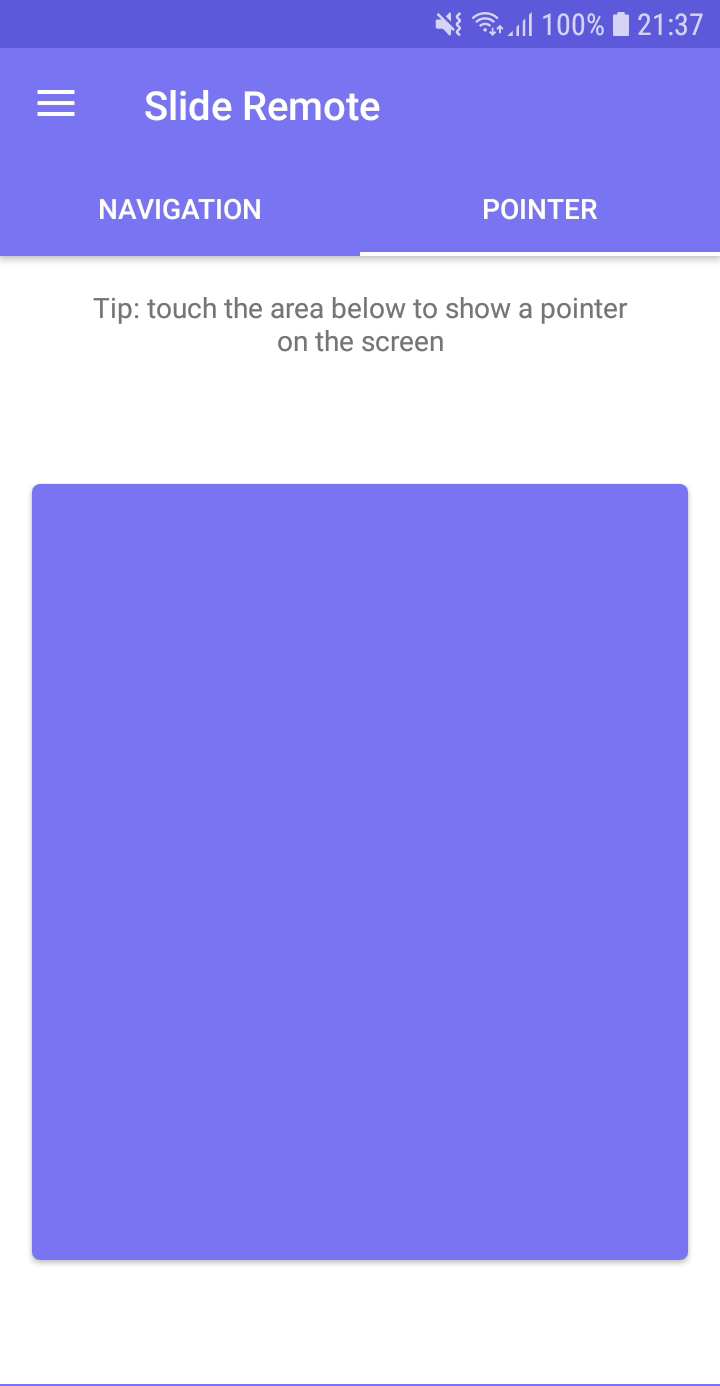 100% 21:37
Slide Remote
NAVIGATION POINTER
Tip: touch the area below to show a pointer
on the screen